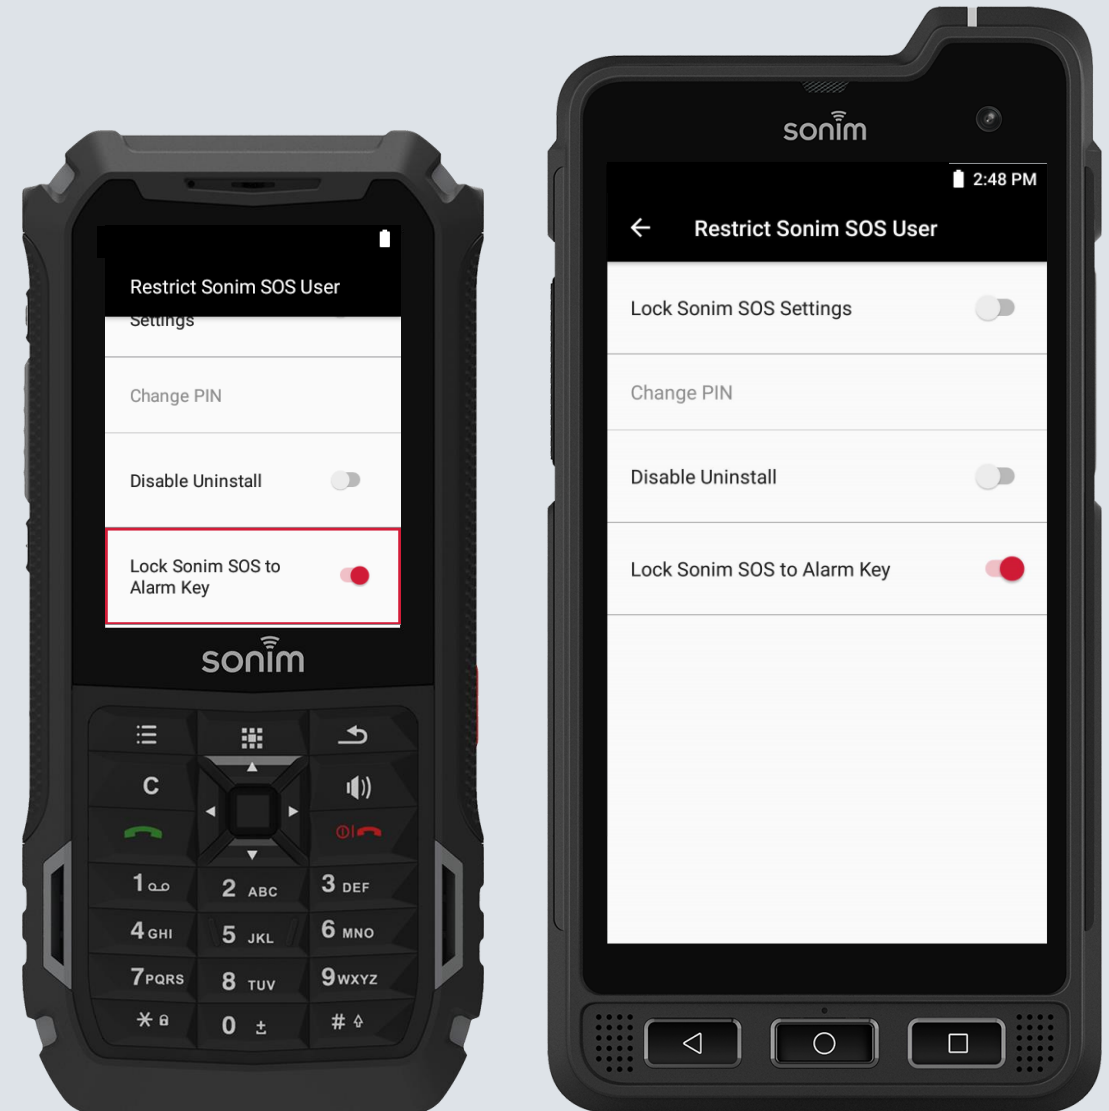 Restrict Sonim SOS User
Settings
Change PIN
Disable Uninstall
Lock Sonim SOS to
Alarm Key
sonim
C
1
2 ABC
3 DEF
4 GHI
5 JKL
6 MNO
7 PQRS
8 TUV
9 WXYZ
*
0 ±
#
sonim
2:48 PM
Restrict Sonim SOS User
Lock Sonim SOS Settings
Change PIN
Disable Uninstall
Lock Sonim SOS to Alarm Key